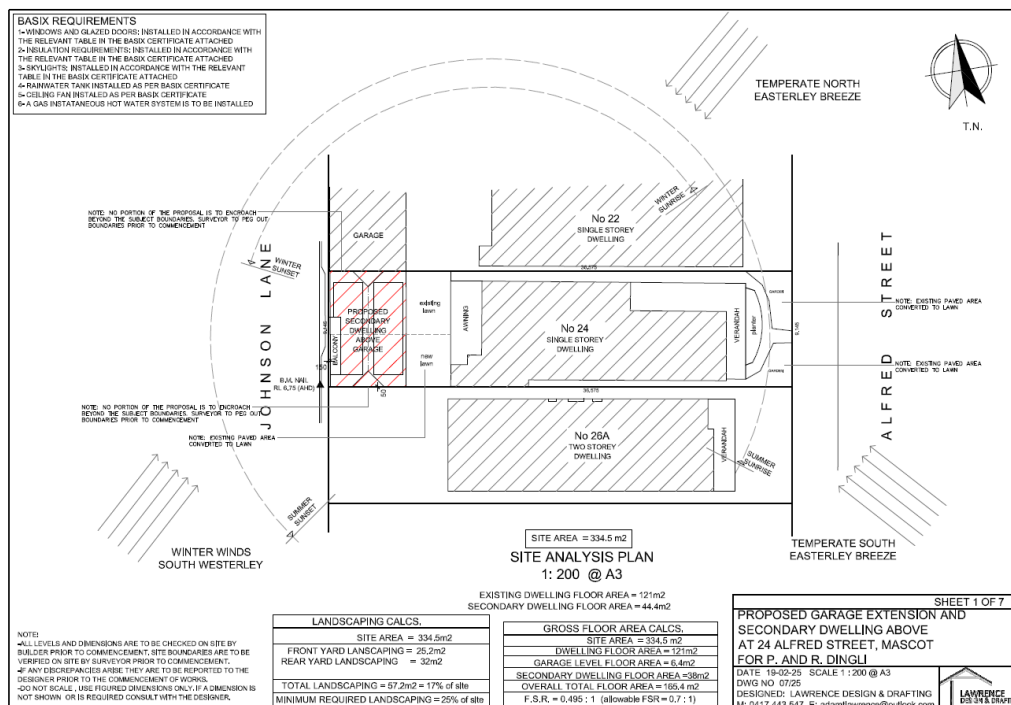 BASIX REQUIREMENTS
1- WINDOWS AND GLAZED DOORS: INSTALLED IN ACCORDANCE WITH
THE RELEVANT TABLE IN THE BASIX CERTIFICATE ATTACHED
2- INSULATION REQUIREMENTS: INSTALLED IN ACCORDANCE WITH
THE RELEVANT TABLE IN THE BASIX CERTIFICATE ATTACHED
3- SKYLIGHTS; INSTALLED IN ACCORDANCE WITH THE RELEVANT
TABLE IN THE BASIX CERTIFICATE ATTACHED
4- RAINWATER TANK INSTALLED AS PER BASIX CERTIFICATE
5- CEILING FAN INSTALED AS PER BASIX CERTIFICATE
6- A GAS INSTATANEOUS HOT WATER SYSTEM IS TO BE INSTALLED
TEMPERATE NORTH
EASTERLEY BREEZE
T.N.
NOTE: NO PORTION OF THE PROPOSAL IS TO ENCROACH
BEYOND THE SUBJECT BOUNDARIES, SURVEYOR TO PEG OUT
BOUNDARIES PRIOR TO COMMENCEMENT
GARAGE
No 22
SINGLE STOREY
DWELLING
WINTER
SUNRISE
WINTER
SUNSET
JOHNSON LANE
36,575
PROPOSED
SECONDARY
DWELLING
ABOVE
GARAGE
BALCONY
existing
lawn
new
lawn
AWNING
No 24
SINGLE STOREY
DWELLING
VERANDAH
planter
9,145
ALFRED STREET
NOTE: EXISTING PAVED AREA
CONVERTED TO LAWN
NOTE: EXISTING PAVED AREA
CONVERTED TO LAWN
150
B.M. NAIL
RL 6,75 (AHD)
50
36,575
NOTE: NO PORTION OF THE PROPOSAL IS TO ENCROACH
BEYOND THE SUBJECT BOUNDARIES, SURVEYOR TO PEG OUT
BOUNDARIES PRIOR TO COMMENCEMENT
NOTE: EXISTING PAVED AREA
CONVERTED TO LAWN
No 26A
TWO STOREY
DWELLING
VERANDAH
SUMMER
SUNRISE
SUMMER
SUNSET
WINTER WINDS
SOUTH WESTERLEY
TEMPERATE SOUTH
EASTERLEY BREEZE
SITE AREA = 334.5 m2
SITE ANALYSIS PLAN
1: 200 @ A3
EXISTING DWELLING FLOOR AREA = 121m2
SECONDARY DWELLING FLOOR AREA = 44.4m2
NOTE:
-ALL LEVELS AND DIMENSIONS ARE TO BE CHECKED ON SITE BY
BUILDER PRIOR TO COMMENCEMENT. SITE BOUNDARIES ARE TO BE
VERIFIED ON SITE BY SURVEYOR PRIOR TO COMMENCEMENT.
-IF ANY DISCREPANCIES ARISE THEY ARE TO BE REPORTED TO THE
DESIGNER PRIOR TO THE COMMENCEMENT OF WORKS.
-DO NOT SCALE , USE FIGURED DIMENSIONS ONLY. IF A DIMENSION IS
NOT SHOWN OR IS REQUIRED CONSULT WITH THE DESIGNER.
LANDSCAPING CALCS.
SITE AREA = 334,5m2
FRONT YARD LANSCAPING = 25,2m2
REAR YARD LANDSCAPING = 32m2
TOTAL LANDSCAPING = 57.2m2 = 17% of site
MINIMUM REQUIRED LANDSCAPING = 25% of site
GROSS FLOOR AREA CALCS.
SITE AREA = 334,5 m2
DWELLING FLOOR AREA = 121m2
GARAGE LEVEL FLOOR AREA = 6,4m2
SECONDARY DWELLING FLOOR AREA =38m2
OVERALL TOTAL FLOOR AREA = 165,4 m2
F.S.R. = 0,495 : 1 (allowable FSR = 0,7 : 1)
SHEET 1 OF 7
PROPOSED GARAGE EXTENSION AND
SECONDARY DWELLING ABOVE
AT 24 ALFRED STREET, MASCOT
FOR P. AND R. DINGLI
DATE 19-02-25 SCALE 1 : 200 @ A3
DWG NO 07/25
DESIGNED: LAWRENCE DESIGN & DRAFTING
M: 0417 443 547 E: adamtlawrence@outlook.com
LAWRENCE
DESIGN & DRAFT